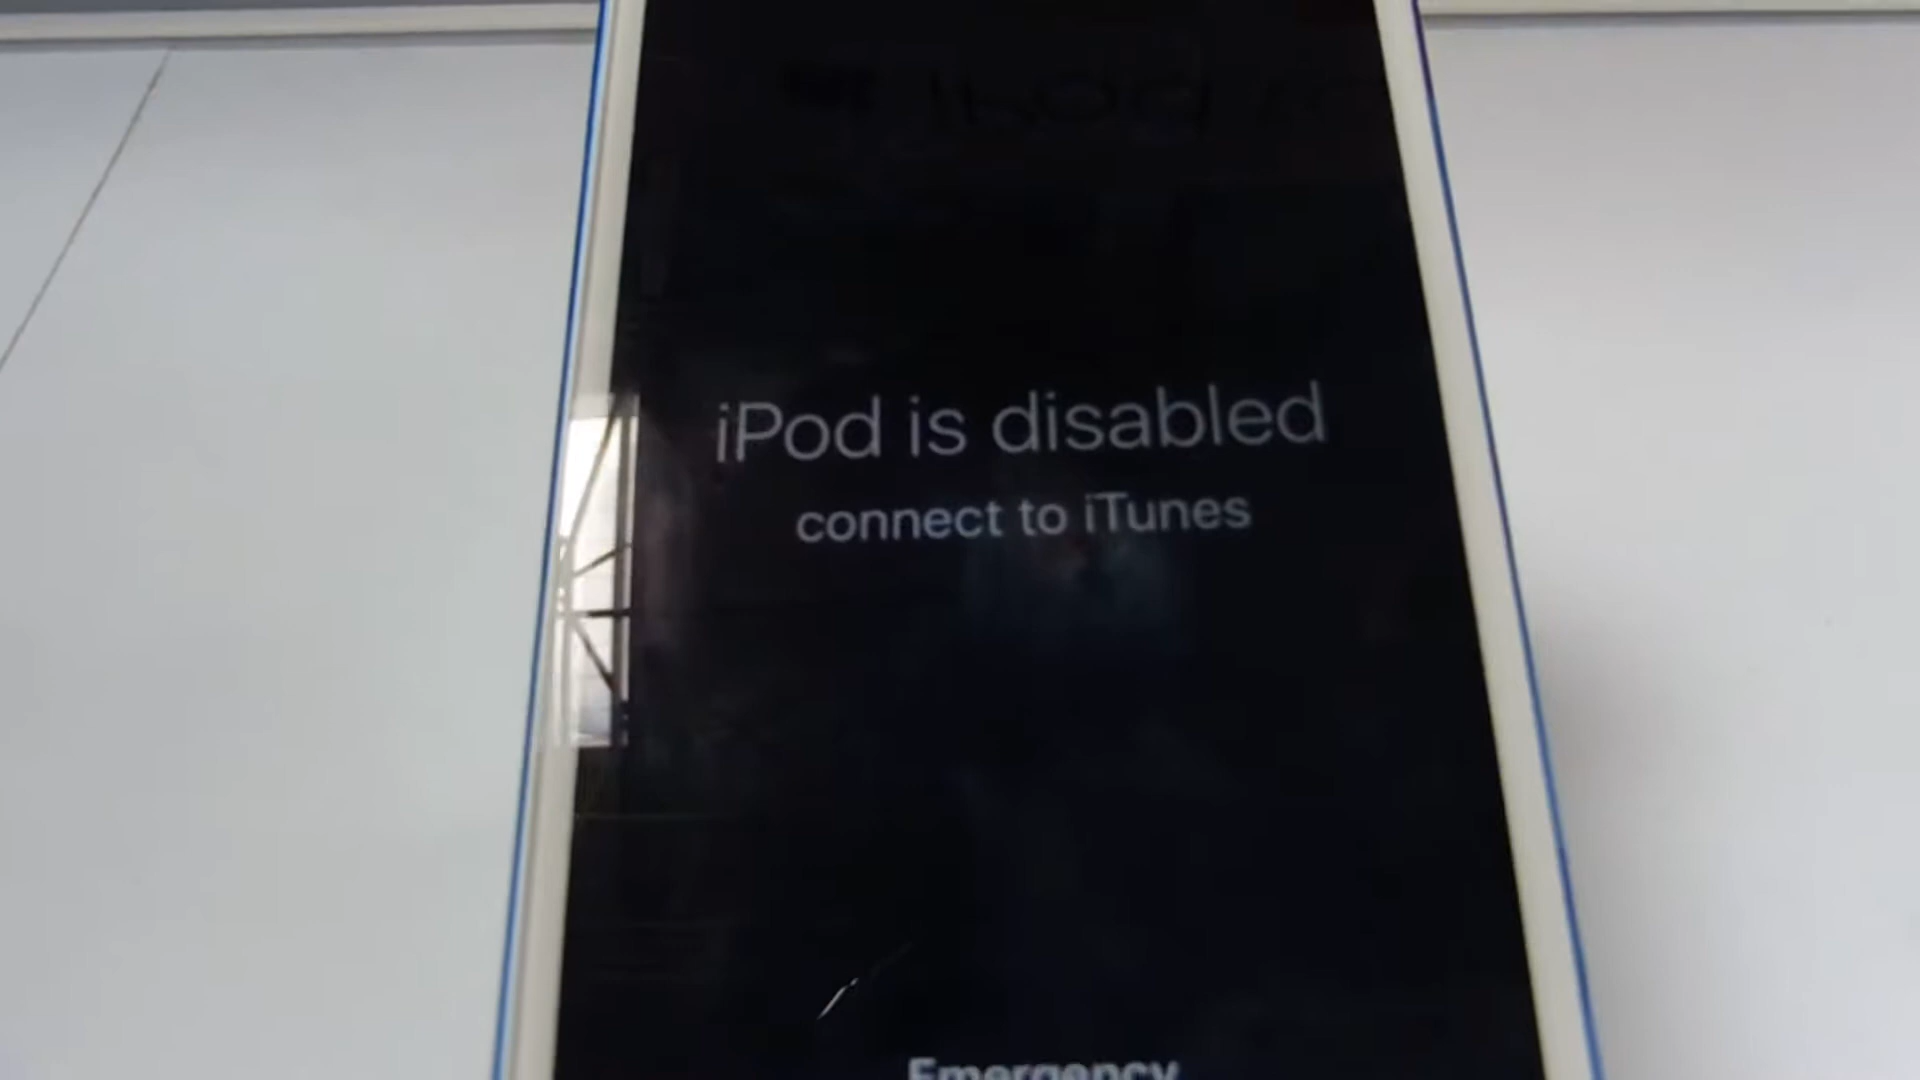 iPod is disabled
connect to iTunes
Emergency